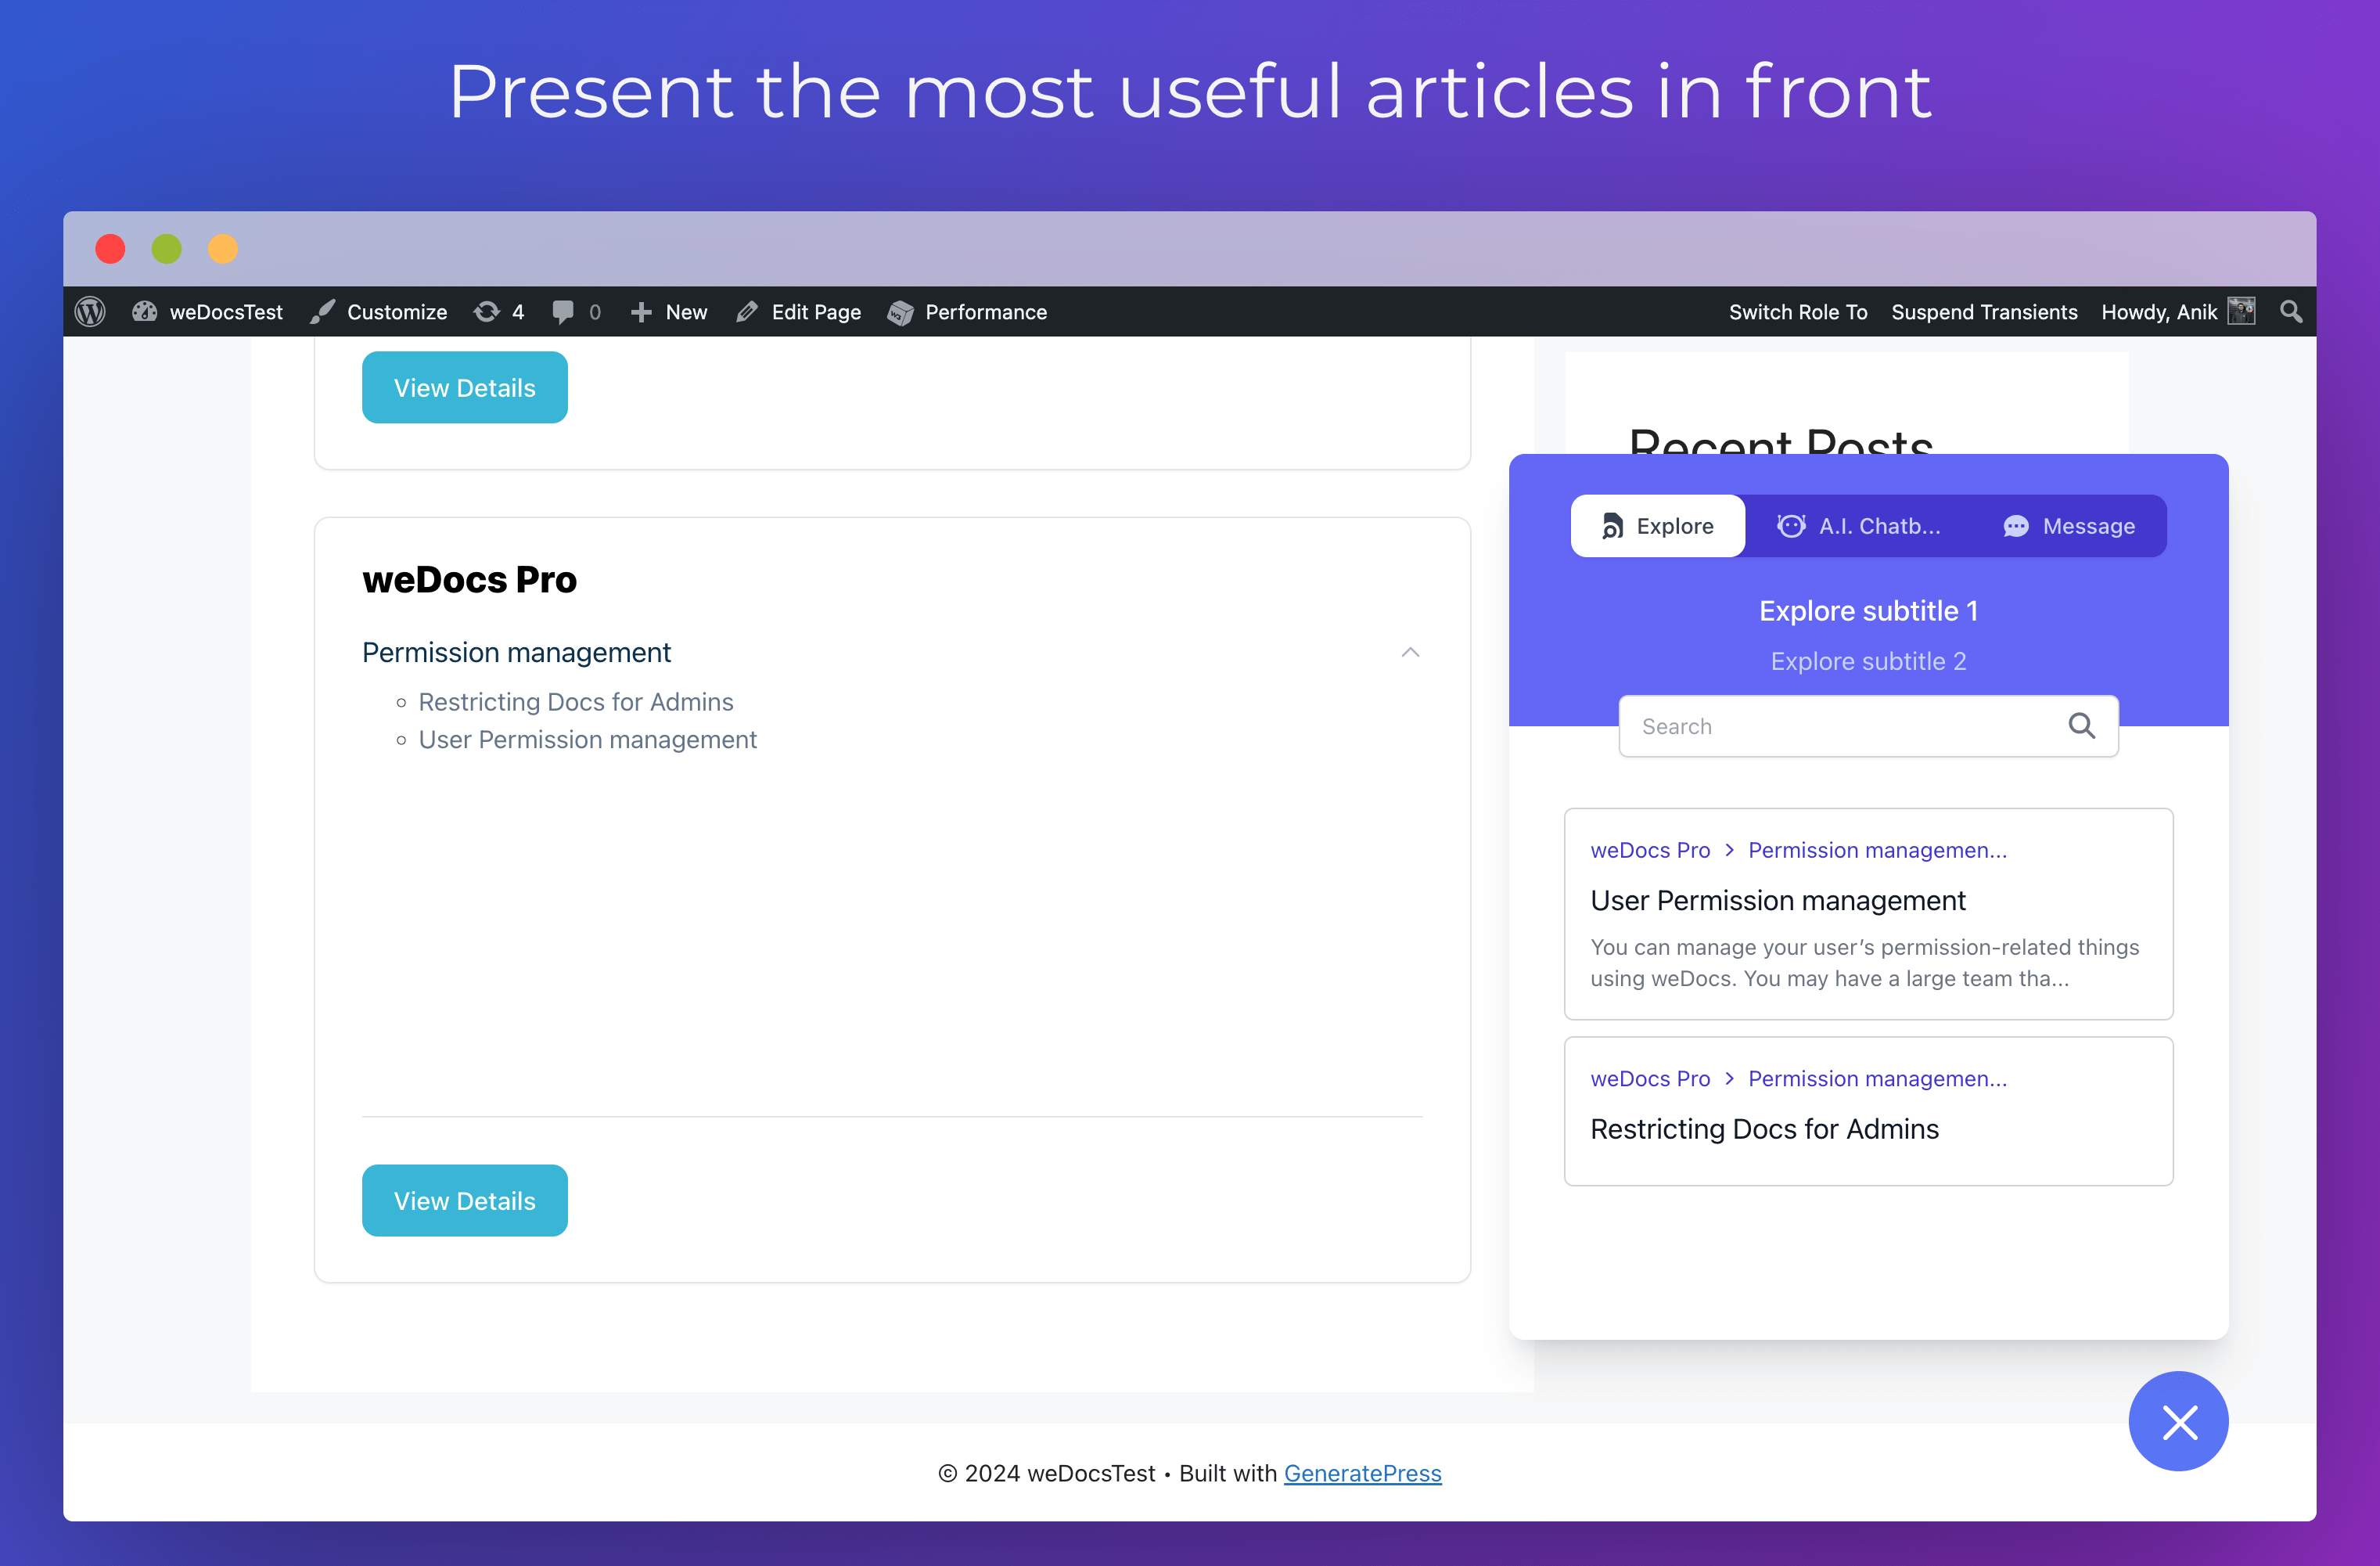 Present the most useful articles in front
weDocsTest Customize 4 0 New Edit Page Performance Switch Role To Suspend Transients Howdy, Anik
View Details
Recent Posts
weDocs Pro
Permission management
Restricting Docs for Admins
User Permission management
View Details
Explore A.I. Chatb... Message
Explore subtitle 1
Explore subtitle 2
Search
weDocs Pro > Permission managemen...
User Permission management
You can manage your user’s permission-related things
using weDocs. You may have a large team tha...
weDocs Pro > Permission managemen...
Restricting Docs for Admins
© 2024 weDocsTest • Built with GeneratePress